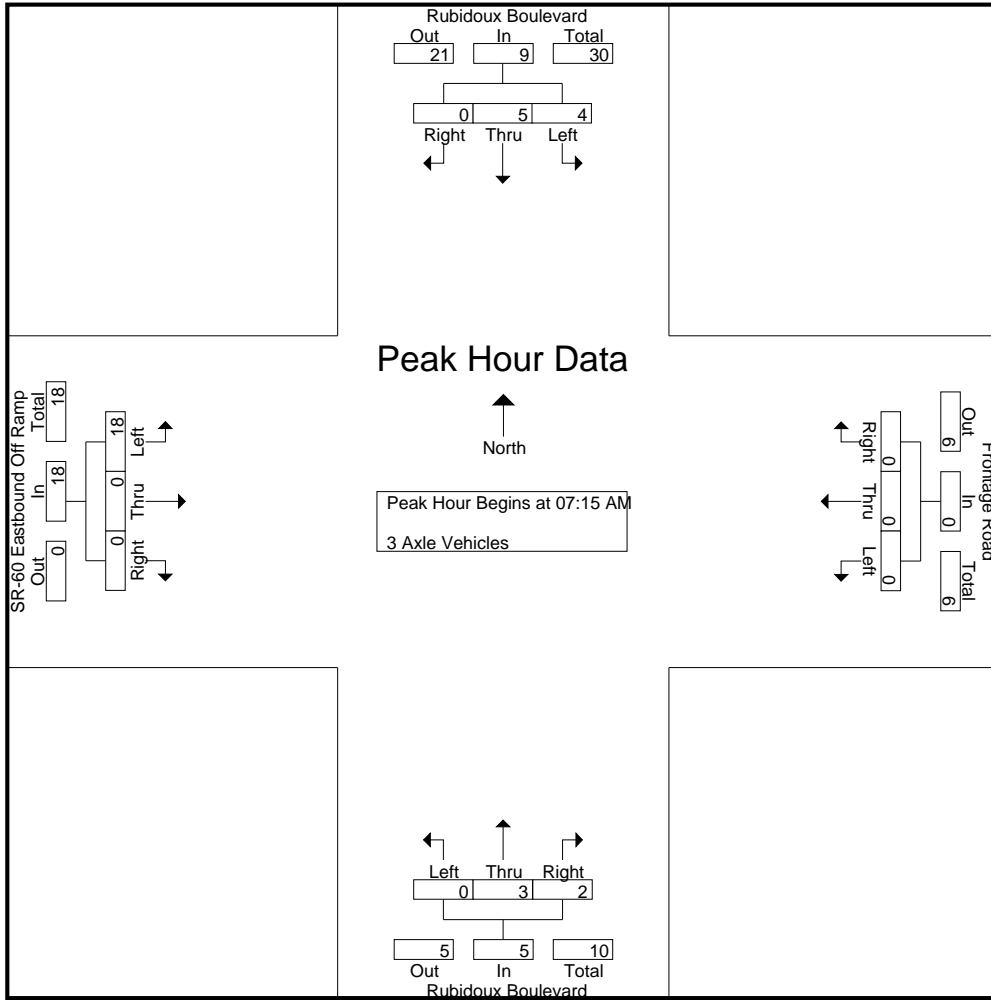 Rubidoux Boulevard
Out In Total
21 9 30
0 5 4
Right Thru Left
Peak Hour Data
North
Peak Hour Begins at 07:15 AM
3 Axle Vehicles
SR-60 Eastbound Off Ramp
Total In Out
18 18 0
18 0 0
Left Thru Right
Frontage Road
Out In Total
6 0 6
0 0 0
Right Thru Left
Left Thru Right
0 3 2
5 5 10
Out In Total
Rubidoux Boulevard